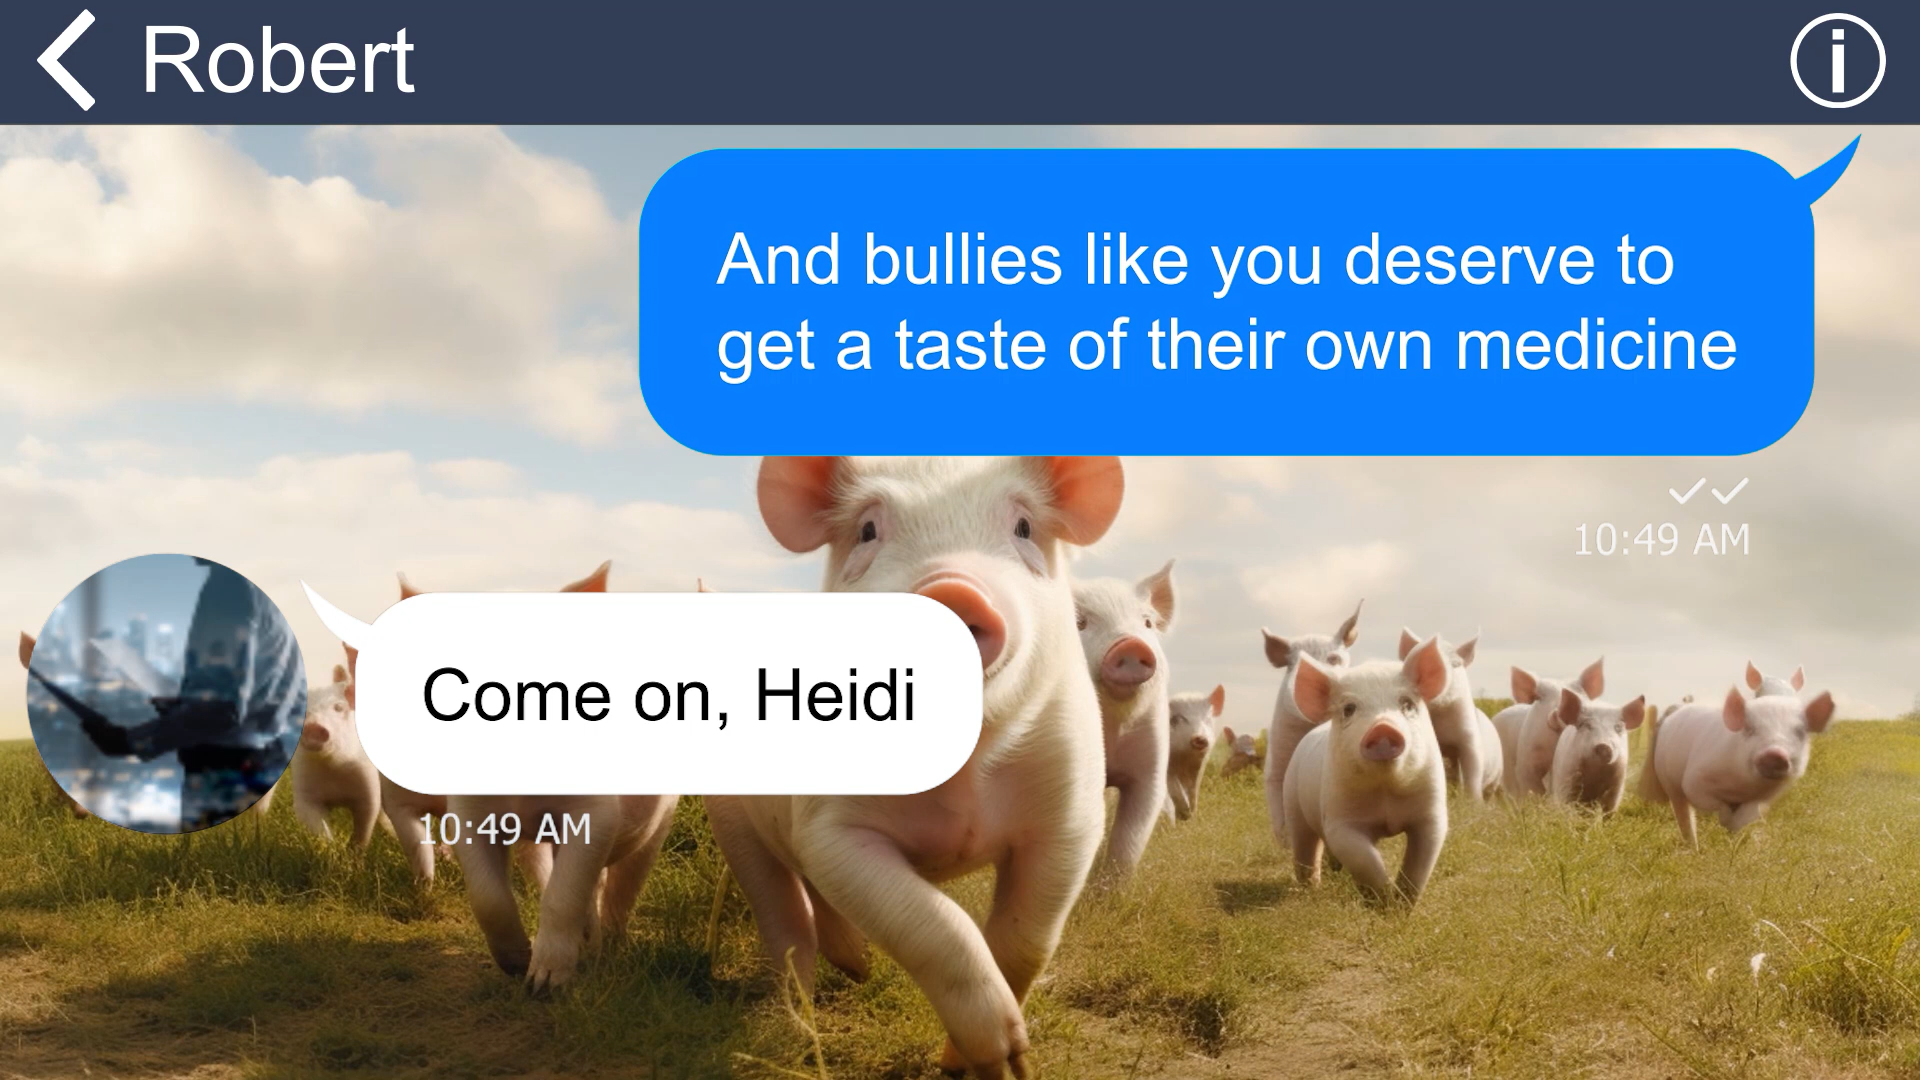 Robert
And bullies like you deserve to
get a taste of their own medicine
10:49 AM
Come on, Heidi
10:49 AM